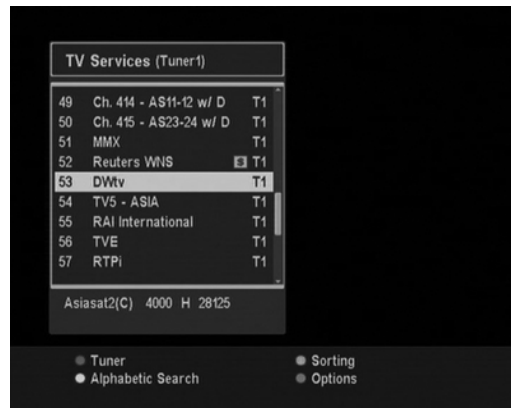 TV Services (Tuner1)
49 Ch. 414 - AS11-12 w/ D T1
50 Ch. 415 - AS23-24 w/ D T1
51 MMX T1
52 Reuters WNS $ T1
53 DWtv T1
54 TV5 - ASIA T1
55 RAI International T1
56 TVE T1
57 RTPi T1
Asiasat2(C) 4000 H 28125
Tuner Sorting
Alphabetic Search Options